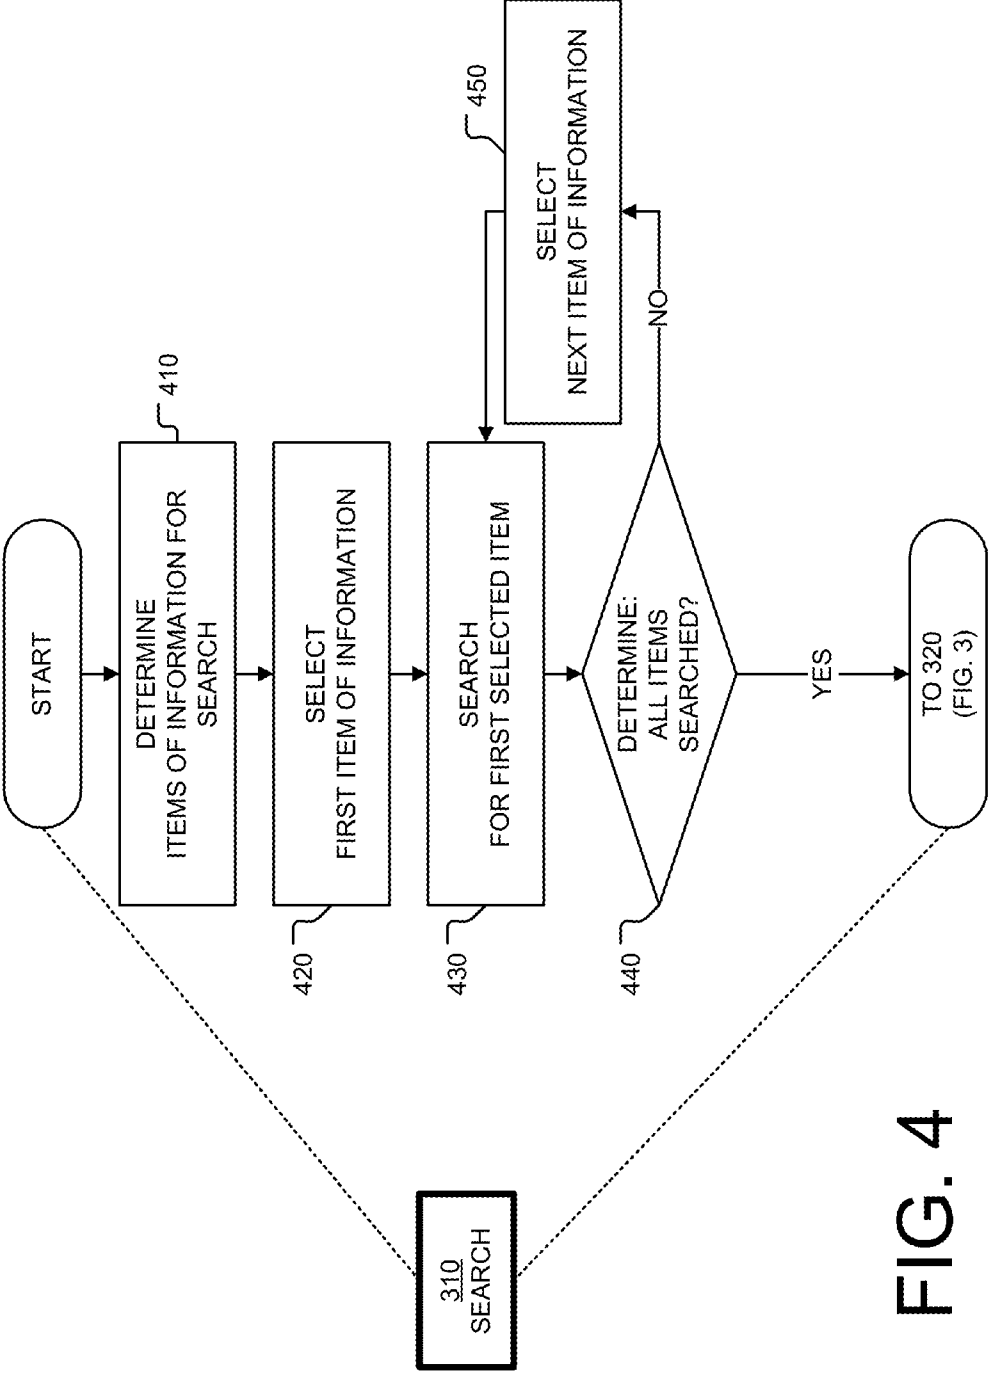 310
SEARCH
START
DETERMINE
ITEMS OF INFORMATION FOR
SEARCH
410
SELECT
FIRST ITEM OF INFORMATION
420
SEARCH
FOR FIRST SELECTED ITEM
430
DETERMINE:
ALL ITEMS
SEARCHED?
440
NO
SELECT
NEXT ITEM OF INFORMATION
450
YES
TO 320
(FIG. 3)
FIG. 4